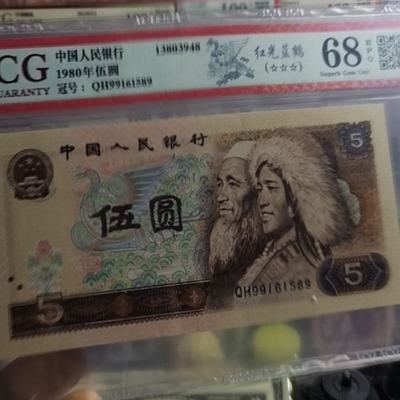 CG
GUARANTY
中国人民银行
1980年伍圆
冠号: QH99161589
13803948
红光蓝鹤
(☆☆☆)
68
EPQ
Superb Gem Unc
中国人民银行
5
伍圆
5
5
QH99161589